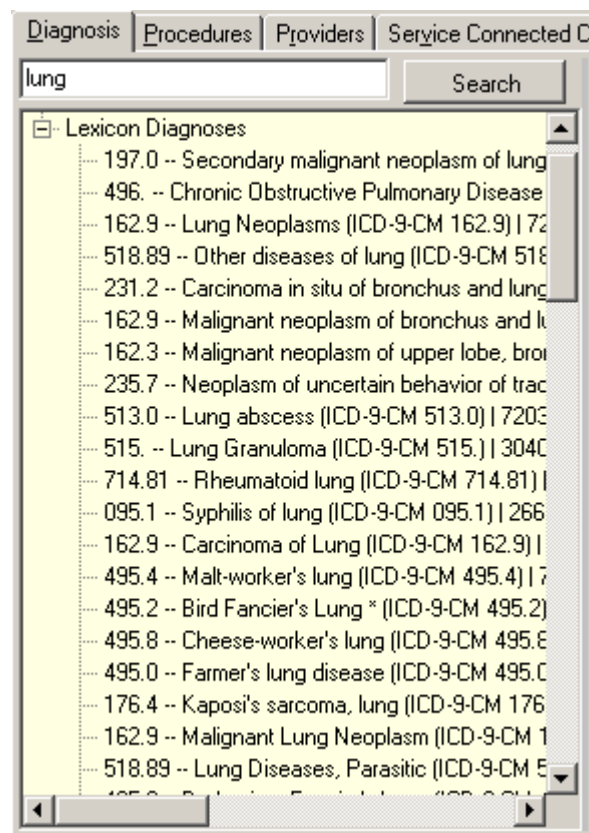 Diagnosis Procedures Providers Service Connected C
lung Search
Lexicon Diagnoses
197.0 -- Secondary malignant neoplasm of lung
496. -- Chronic Obstructive Pulmonary Disease
162.9 -- Lung Neoplasms (ICD-9-CM 162.9) | 72
518.89 -- Other diseases of lung (ICD-9-CM 518
231.2 -- Carcinoma in situ of bronchus and lung
162.9 -- Malignant neoplasm of bronchus and lu
162.3 -- Malignant neoplasm of upper lobe, bror
235.7 -- Neoplasm of uncertain behavior of trac
513.0 -- Lung abscess (ICD-9-CM 513.0) | 7203
515. -- Lung Granuloma (ICD-9-CM 515.) | 3040
714.81 -- Rheumatoid lung (ICD-9-CM 714.81) |
095.1 -- Syphilis of lung (ICD-9-CM 095.1) | 266
162.9 -- Carcinoma of Lung (ICD-9-CM 162.9) |
495.4 -- Malt-worker's lung (ICD-9-CM 495.4) | 7
495.2 -- Bird Fancier's Lung * (ICD-9-CM 495.2)
495.8 -- Cheese-worker's lung (ICD-9-CM 495.8
495.0 -- Farmer's lung disease (ICD-9-CM 495.0
176.4 -- Kaposi's sarcoma, lung (ICD-9-CM 176
162.9 -- Malignant Lung Neoplasm (ICD-9-CM 1
518.89 -- Lung Diseases, Parasitic (ICD-9-CM 5